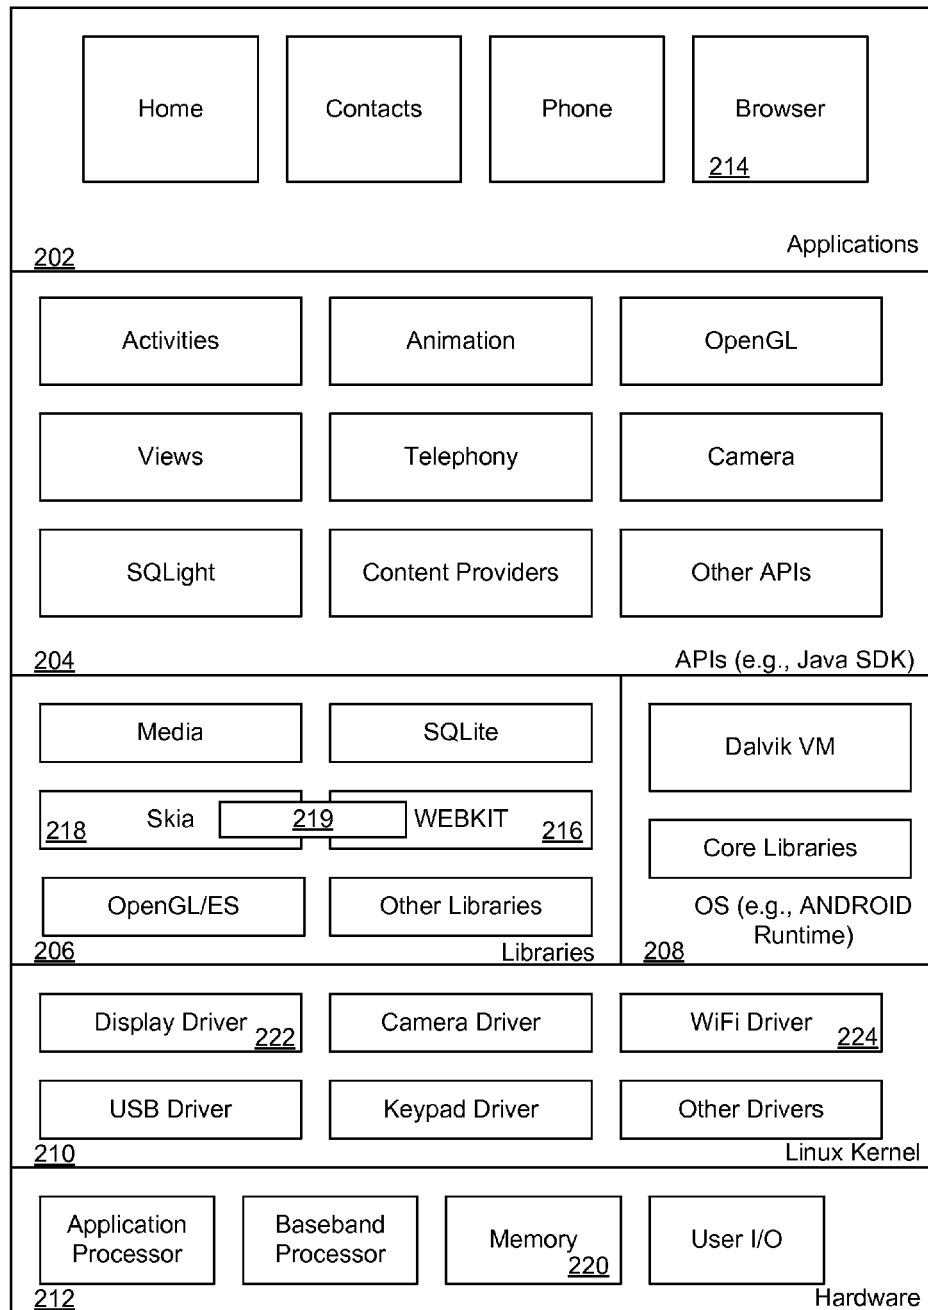 Home
Contacts
Phone
Browser
214
202
Applications
Activities
Animation
OpenGL
Views
Telephony
Camera
SQLight
Content Providers
Other APIs
204
APIs (e.g., Java SDK)
Media
SQLite
218
Skia
219
WEBKIT
216
OpenGL/ES
Other Libraries
206
Libraries
Dalvik VM
Core Libraries
OS (e.g., ANDROID
Runtime)
208
Display Driver
222
Camera Driver
WiFi Driver
224
USB Driver
Keypad Driver
Other Drivers
210
Linux Kernel
Application
Processor
Baseband
Processor
Memory
220
User I/O
212
Hardware